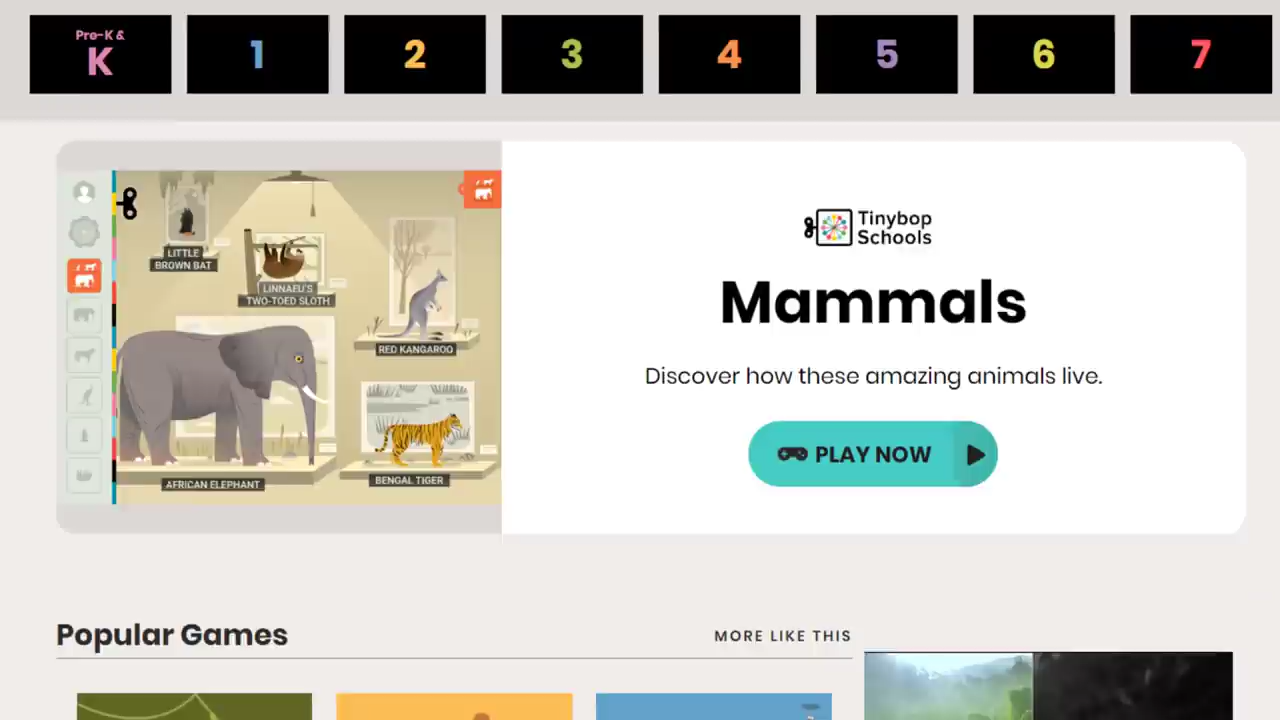 Pre-K &
K
1
2
3
4
5
6
7
LITTLE
BROWN BAT
LINNAEU'S
TWO-TOED SLOTH
RED KANGAROO
AFRICAN ELEPHANT
BENGAL TIGER
Tinybop
Schools
Mammals
Discover how these amazing animals live.
PLAY NOW
Popular Games
MORE LIKE THIS